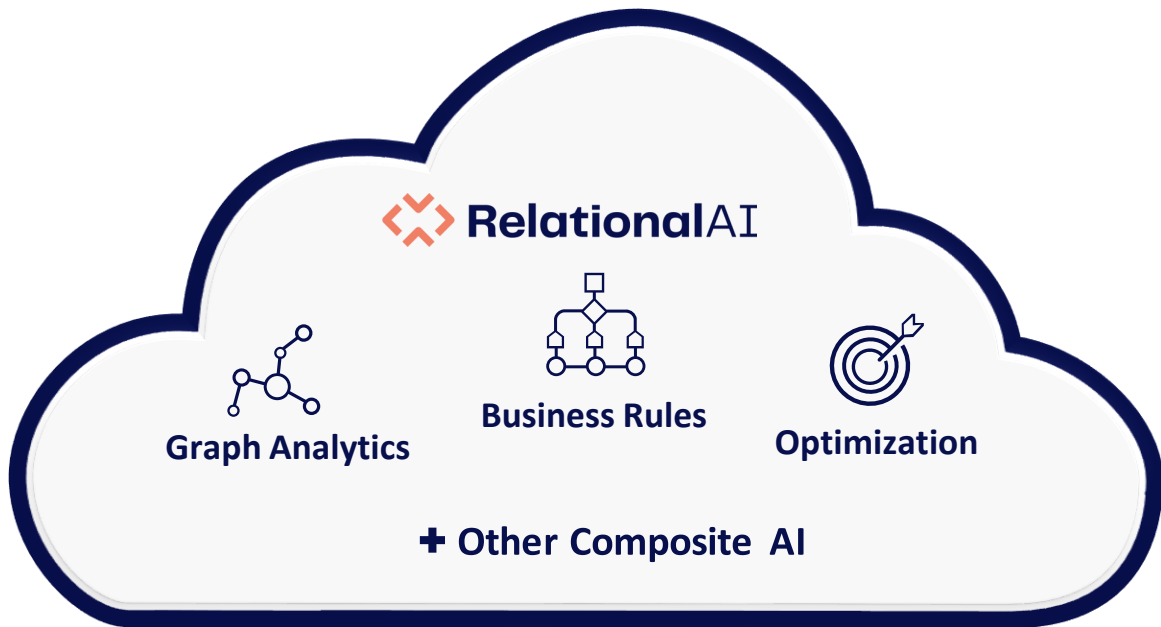 RelationalAI
Business Rules
Graph Analytics
Optimization
+ Other Composite AI